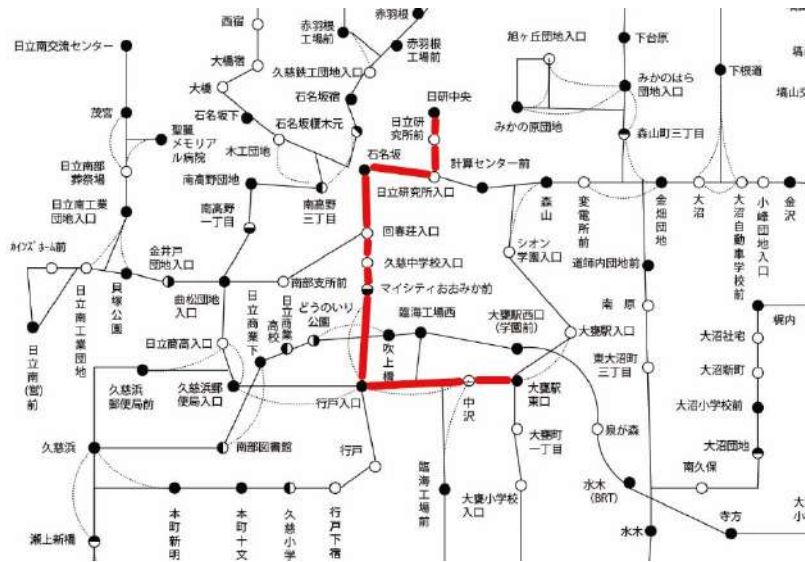 西宿
赤羽根
工場前
赤羽根
工場前
日立南交流センター
大橋宿
久慈鉄工団地入口
旭ヶ丘団地入口
下台原
みかのはら
団地入口
下根道
大橋
石名坂宿
日研中央
茂宮
聖麗
メモリア
ル病院
石名坂下
石名坂榎木元
日立研
究所前
みかの原団地
森山町三丁目
木工団地
石名坂
計算センター前
日立南部
葬祭場
南高野団地
日立研究所入口
日立南工業
団地入口
南高野
一丁目
南高野
三丁目
森山
変電所前
金畑団地
大沼
大沼自動車学校前
小峰団地入口
金沢
回春荘入口
シオン
学園入口
カインズホーム前
金井戸
団地入口
久慈中学校入口
道師内団地前
南部支所前
マイシティおおみか前
日立南工業団地
貝塚公園
曲松団地
入口
日立商業下
日立商業高校
どうのいり
公園
臨海工場西
大甕駅西口
(学園前)
大甕駅入口
南原
梶内
大沼社宅
日立南(営)前
日立商高入口
吹上橋
東大沼町
三丁目
大沼新町
久慈浜
郵便局前
久慈浜郵
便局入口
行戸入口
中沢
大甕駅
東口
大沼小学校前
久慈浜
南部図書館
行戸
大甕町
一丁目
泉が森
大沼団地
南久保
臨海工場前
大甕小学校
入口
水木
(BRT)
瀬上新橋
本町新明
本町十文
久慈小学
行戸下宿
水木
寺方